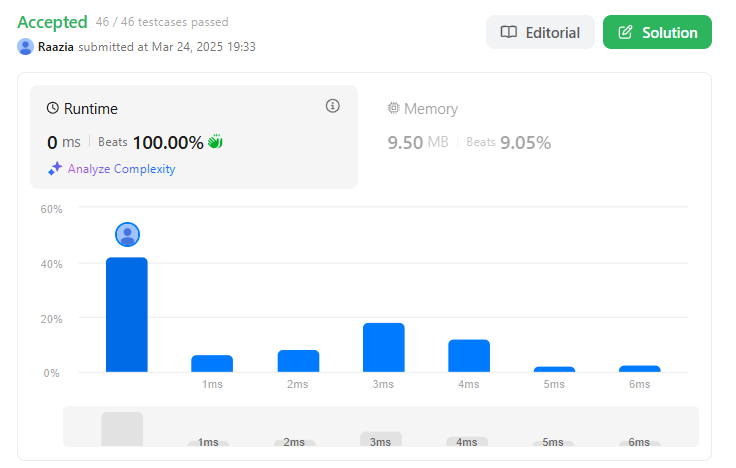 Accepted 46 / 46 testcases passed
Raazia submitted at Mar 24, 2025 19:33
Editorial
Solution
Runtime
0 ms Beats 100.00%
Analyze Complexity
Memory
9.50 MB Beats 9.05%
60%
40%
20%
0%
1ms 2ms 3ms 4ms 5ms 6ms
1ms 2ms 3ms 4ms 5ms 6ms